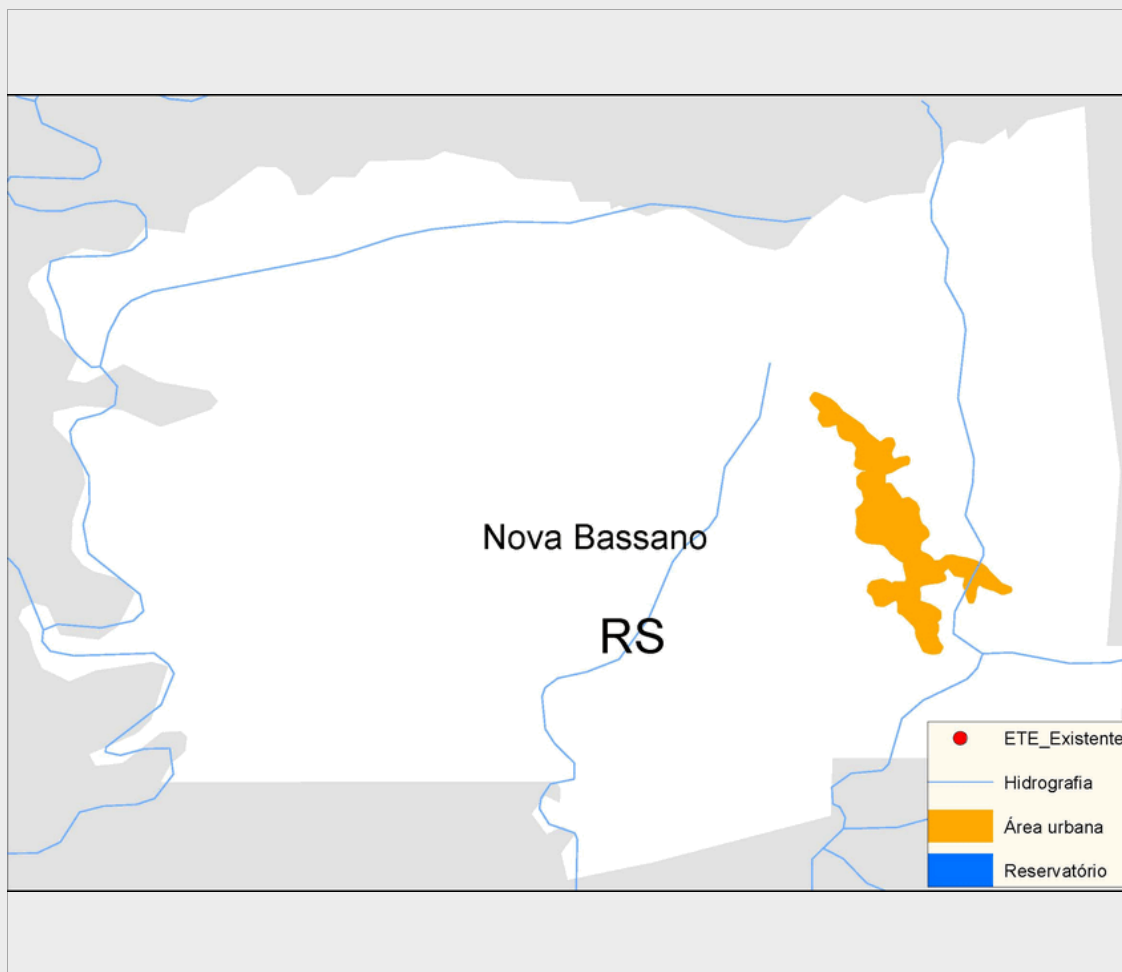 Nova Bassano
RS
ETE_Existente
Hidrografia
Área urbana
Reservatório